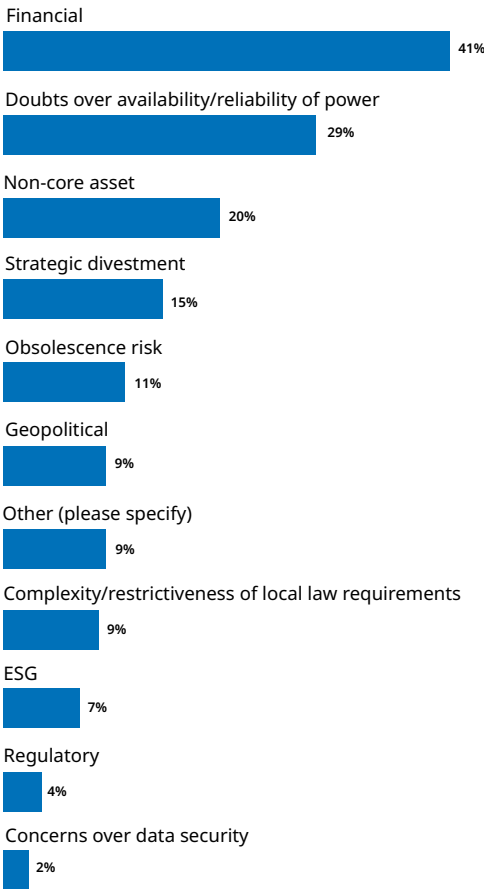 Financial
41%
Doubts over availability/reliability of power
29%
Non-core asset
20%
Strategic divestment
15%
Obsolescence risk
11%
Geopolitical
9%
Other (please specify)
9%
Complexity/restrictiveness of local law requirements
9%
ESG
7%
Regulatory
4%
Concerns over data security
2%